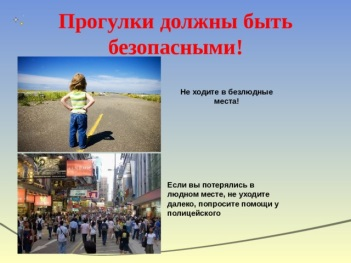 Прогулки должны быть
безопасными!
Не ходите в безлюдные
места!
Если вы потерялись в
людном месте, не уходите
далеко, попросите помощи у
полицейского